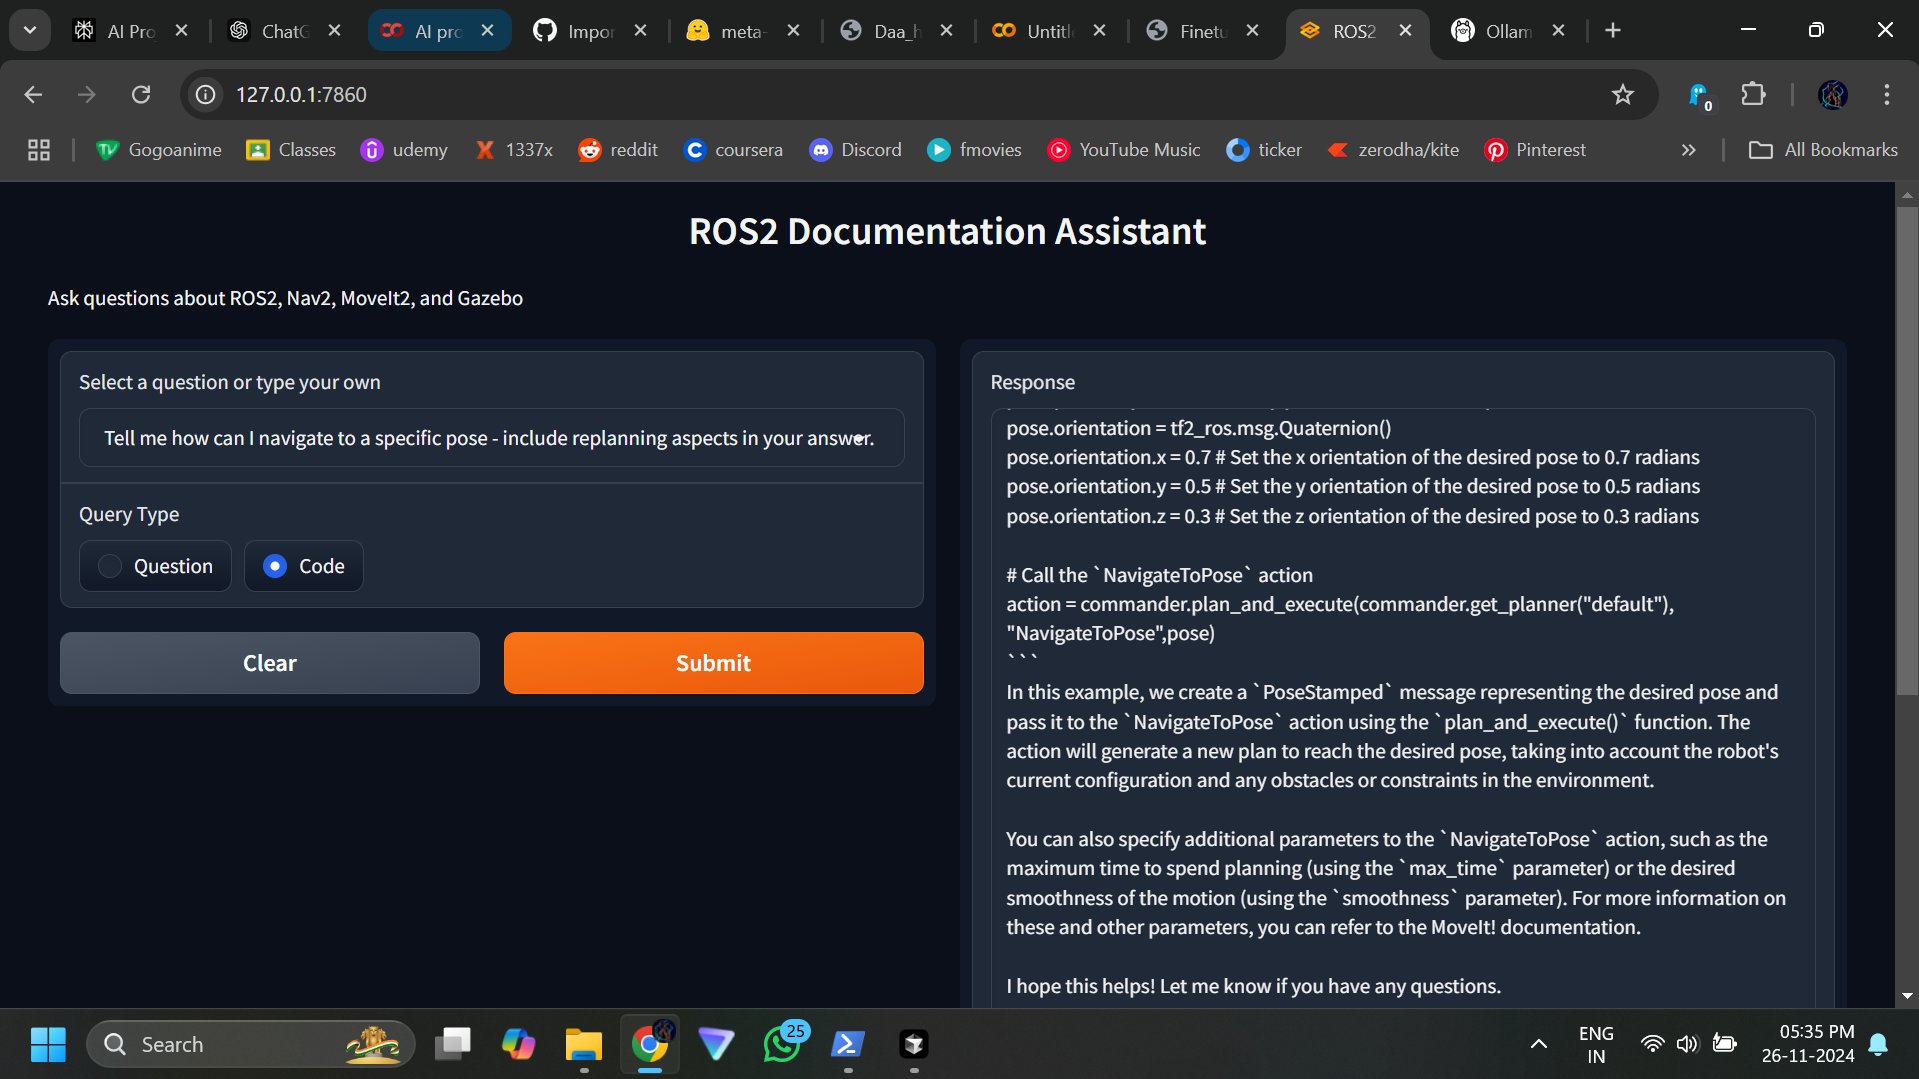 AI Pro
ChatG
AI pro
Impor
meta-
Daa_h
Untitl
Finetu
ROS2
Ollam
127.0.0.1:7860
0
Gogoanime
Classes
udemy
1337x
reddit
coursera
Discord
fmovies
YouTube Music
ticker
zerodha/kite
Pinterest
All Bookmarks
ROS2 Documentation Assistant
Ask questions about ROS2, Nav2, MoveIt2, and Gazebo
Select a question or type your own
Tell me how can I navigate to a specific pose - include replanning aspects in your answer.
Query Type
Question
Code
Clear
Submit
Response
pose.orientation = tf2_ros.msg.Quaternion()
pose.orientation.x = 0.7 # Set the x orientation of the desired pose to 0.7 radians
pose.orientation.y = 0.5 # Set the y orientation of the desired pose to 0.5 radians
pose.orientation.z = 0.3 # Set the z orientation of the desired pose to 0.3 radians
# Call the `NavigateToPose` action
action = commander.plan_and_execute(commander.get_planner("default"),
"NavigateToPose",pose)
```
In this example, we create a `PoseStamped` message representing the desired pose and
pass it to the `NavigateToPose` action using the `plan_and_execute()` function. The
action will generate a new plan to reach the desired pose, taking into account the robot's
current configuration and any obstacles or constraints in the environment.
You can also specify additional parameters to the `NavigateToPose` action, such as the
maximum time to spend planning (using the `max_time` parameter) or the desired
smoothness of the motion (using the `smoothness` parameter). For more information on
these and other parameters, you can refer to the MoveIt! documentation.
I hope this helps! Let me know if you have any questions.
Search
25
ENG
IN
05:35 PM
26-11-2024